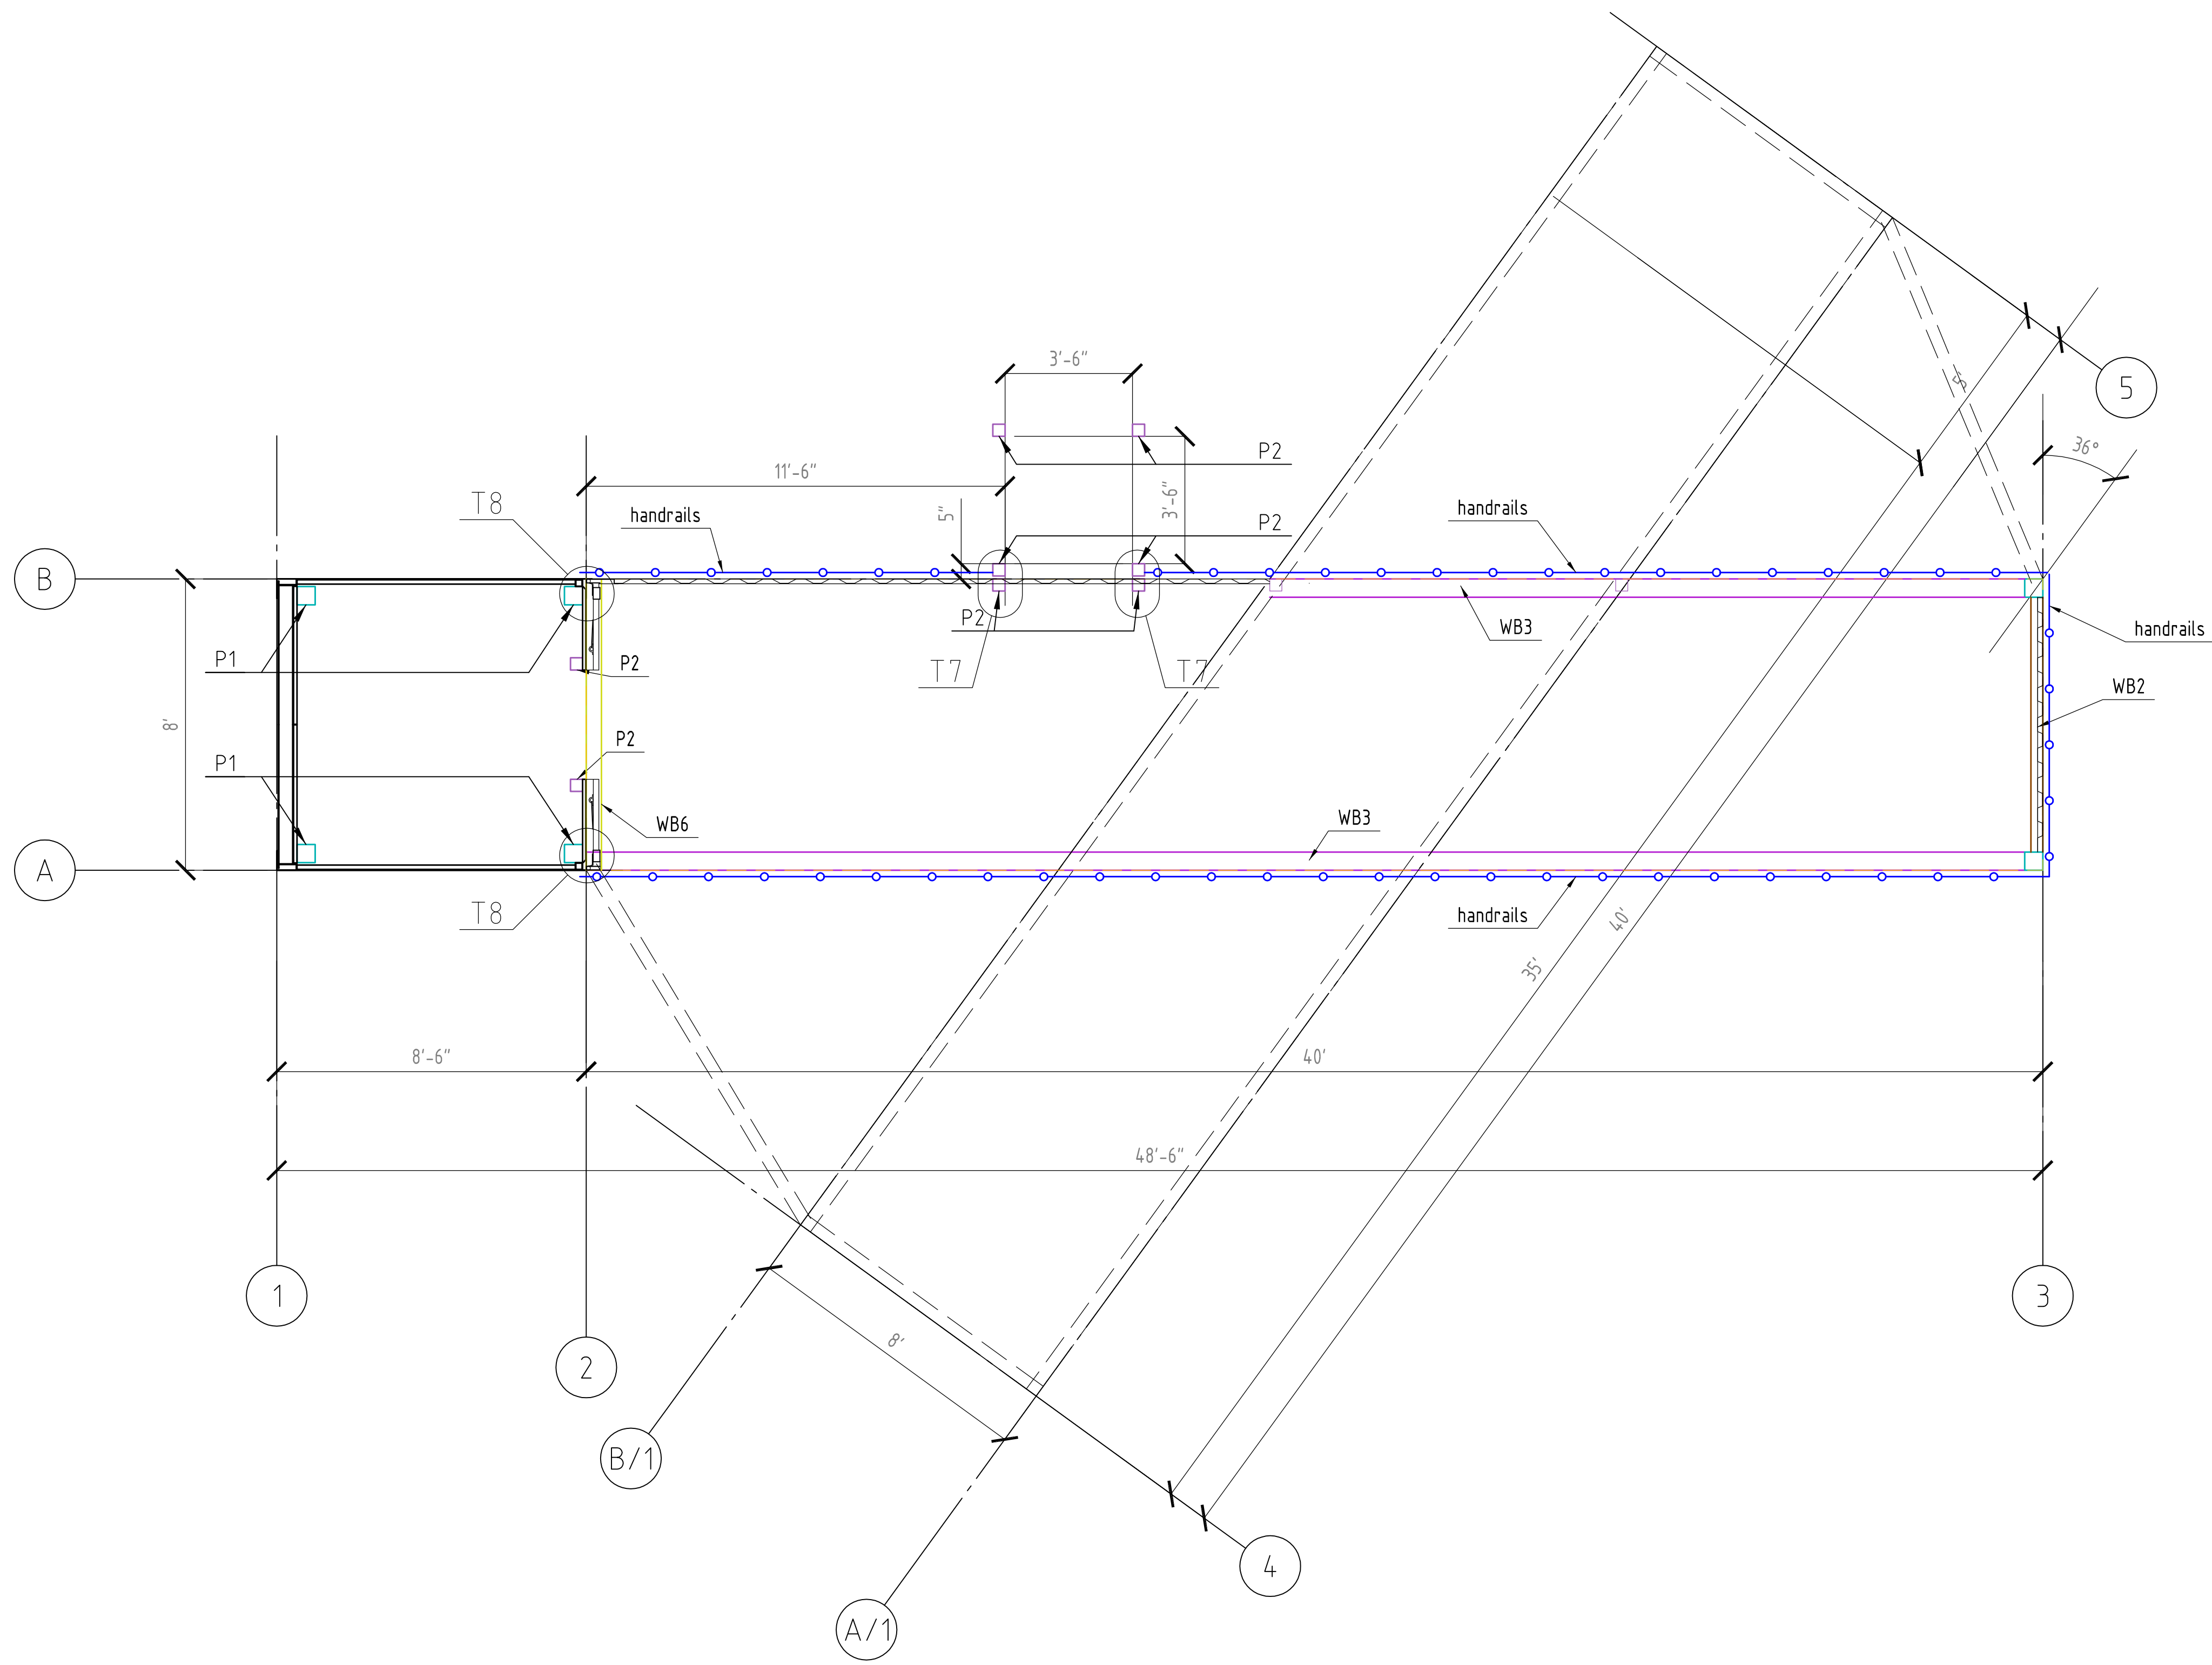 5
3'-6"
5'
36°
P2
11'-6"
T8
3'-6"
5"
handrails
handrails
P2
B
P2
WB3
handrails
P1
P2
T7
T7
WB2
8'
P2
P1
WB6
WB3
A
T8
handrails
40'
35'
8'-6"
40'
48'-6"
1
3
8'
2
B/1
4
A/1